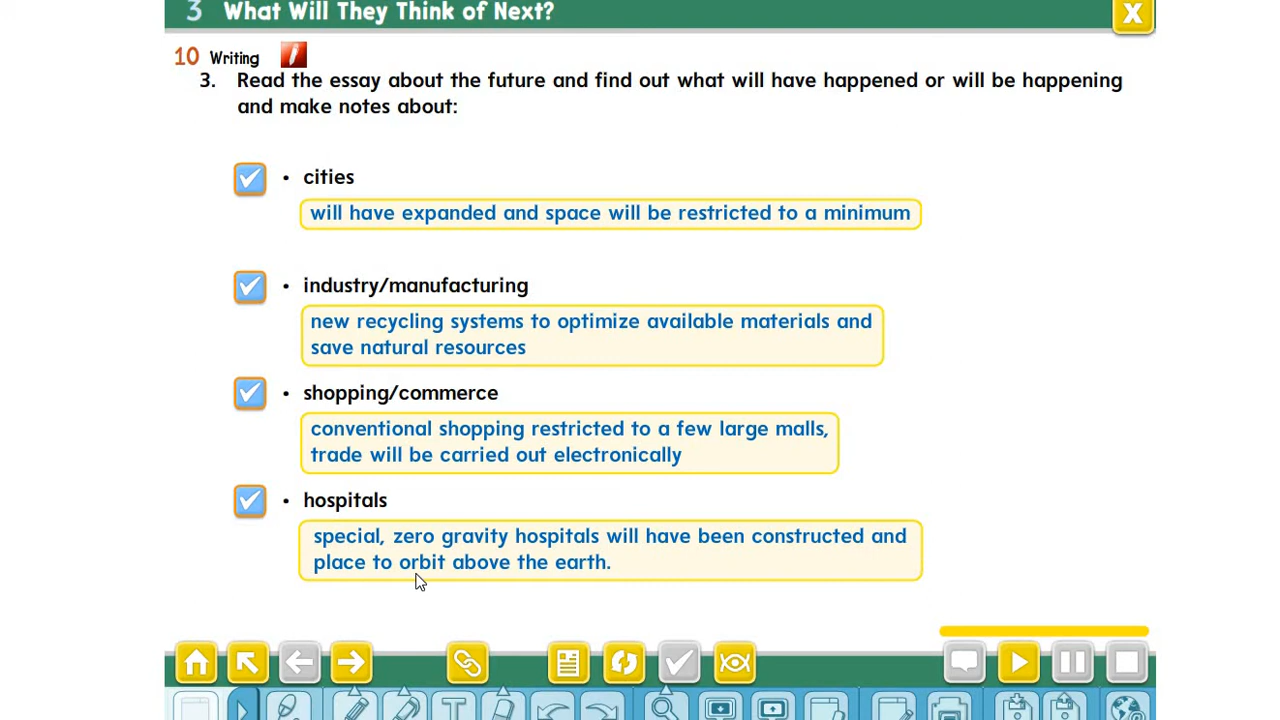 3 What Will They Think of Next?
X
10 Writing
3. Read the essay about the future and find out what will have happened or will be happening
and make notes about:
• cities
will have expanded and space will be restricted to a minimum
• industry/manufacturing
new recycling systems to optimize available materials and
save natural resources
• shopping/commerce
conventional shopping restricted to a few large malls,
trade will be carried out electronically
• hospitals
special, zero gravity hospitals will have been constructed and
place to orbit above the earth.
T